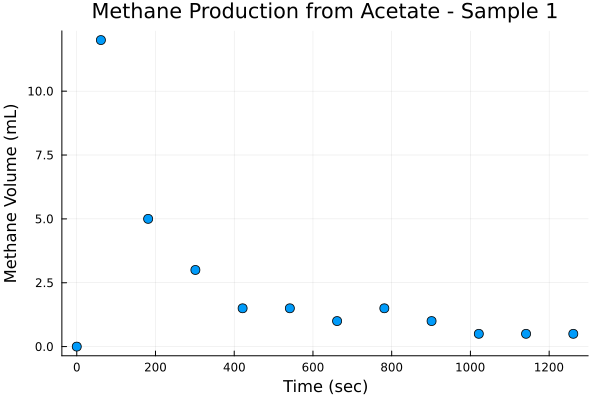 Methane Production from Acetate - Sample 1
Methane Volume (mL)
10.0
7.5
5.0
2.5
0.0
0 200 400 600 800 1000 1200
Time (sec)